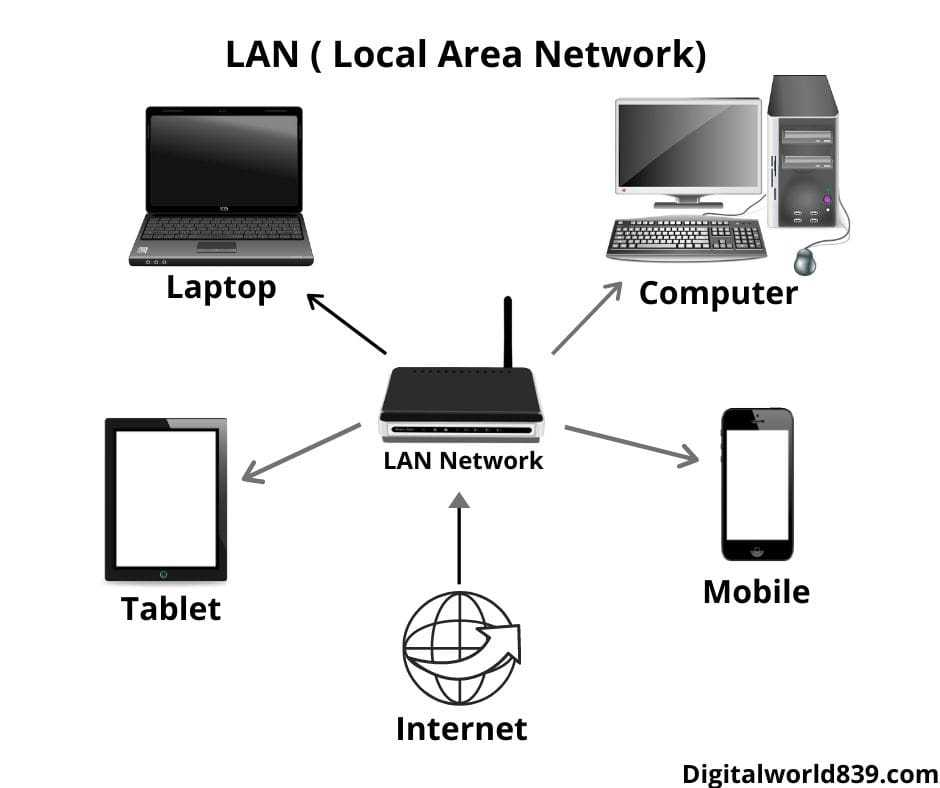 LAN ( Local Area Network)
Laptop
Computer
LAN Network
Tablet
Mobile
Internet
Digitalworld839.com